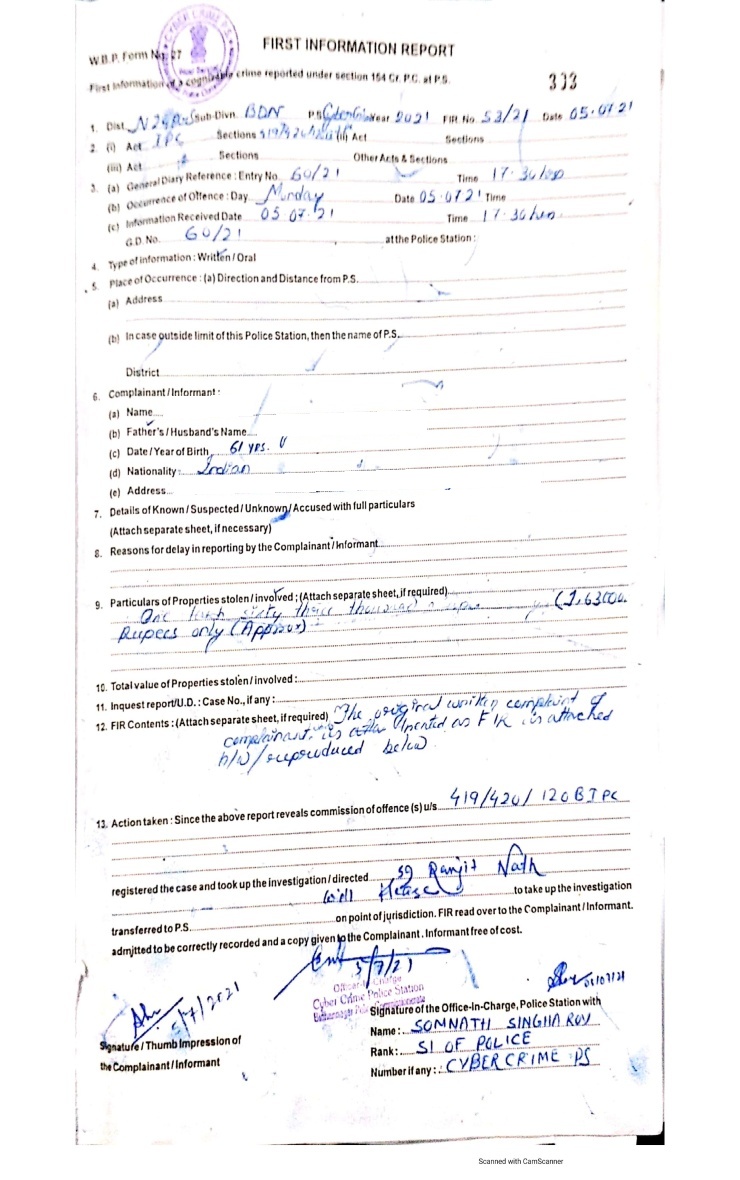 CYBER CRIME P.S.
W.B.P. Form No. 27
FIRST INFORMATION REPORT
First Information of a cognizable crime reported under section 154 Cr. P.C. at P.S.
303
1. Dist. N 24 Pgs Sub-Divn. BDN P.S. Cyber Crime Year 2021 FIR No. 53/21 Date 05.07.21
2. (i) Act IPC Sections 419/420/120B (ii) Act Sections
(iii) Act Sections Other Acts & Sections
3. (a) General Diary Reference : Entry No. 60/21 Time 17.30 hrs
(b) Occurrence of Offence : Day Monday Date 05.07.21 Time
(c) Information Received Date 05.07.21 Time 17.30 hrs.
G.D. No. 60/21 at the Police Station :
4. Type of information : Written / Oral
5. Place of Occurrence : (a) Direction and Distance from P.S.
(a) Address
(b) In case outside limit of this Police Station, then the name of P.S.
District
6. Complainant / Informant :
(a) Name
(b) Father's / Husband's Name
(c) Date / Year of Birth 61 yrs.
(d) Nationality : Indian
(e) Address
7. Details of Known / Suspected / Unknown / Accused with full particulars
(Attach separate sheet, if necessary)
8. Reasons for delay in reporting by the Complainant / Informant
9. Particulars of Properties stolen / involved ; (Attach separate sheet, if required)
One lakh sixty three thousand (1,63000.
Rupees only (Approx)
10. Total value of Properties stolen / involved :
11. Inquest report / U.D. : Case No., if any :
12. FIR Contents : (Attach separate sheet, if required) The original written complaint of
complainant, is treated as FIR is attached
b/w / reproduced below
13. Action taken : Since the above report reveals commission of offence (s) u/s 419/420/120B IPC
registered the case and took up the investigation / directed SI Ranjit Nath
will please to take up the investigation
transferred to P.S. on point of jurisdiction. FIR read over to the Complainant / Informant.
admitted to be correctly recorded and a copy given to the Complainant. Informant free of cost.
5/7/21
Officer-In-Charge
Cyber Crime Police Station
Bidhannagar Police Commissionerate
5/7/2021
05/07/21
Signature / Thumb Impression of
the Complainant / Informant
Signature of the Office-In-Charge, Police Station with
Name : SOMNATH SINGHA ROY
Rank : SI OF POLICE
Number if any : CYBER CRIME PS
Scanned with CamScanner